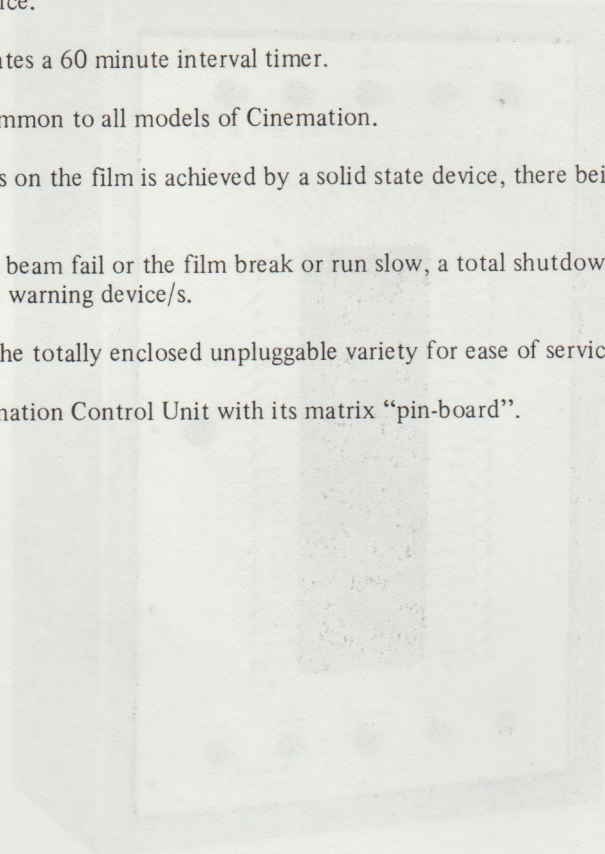 ice.
ates a 60 minute interval timer.
mmon to all models of Cinemation.
s on the film is achieved by a solid state device, there bei
beam fail or the film break or run slow, a total shutdow
warning device/s.
he totally enclosed unpluggable variety for ease of servic
nation Control Unit with its matrix “pin-board”.